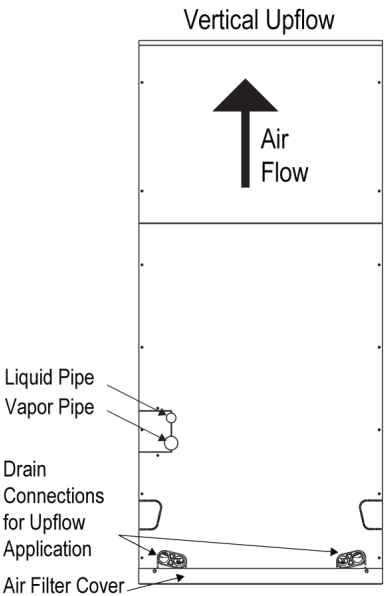 Vertical Upflow
Air
Flow
Liquid Pipe
Vapor Pipe
Drain
Connections
for Upflow
Application
Air Filter Cover